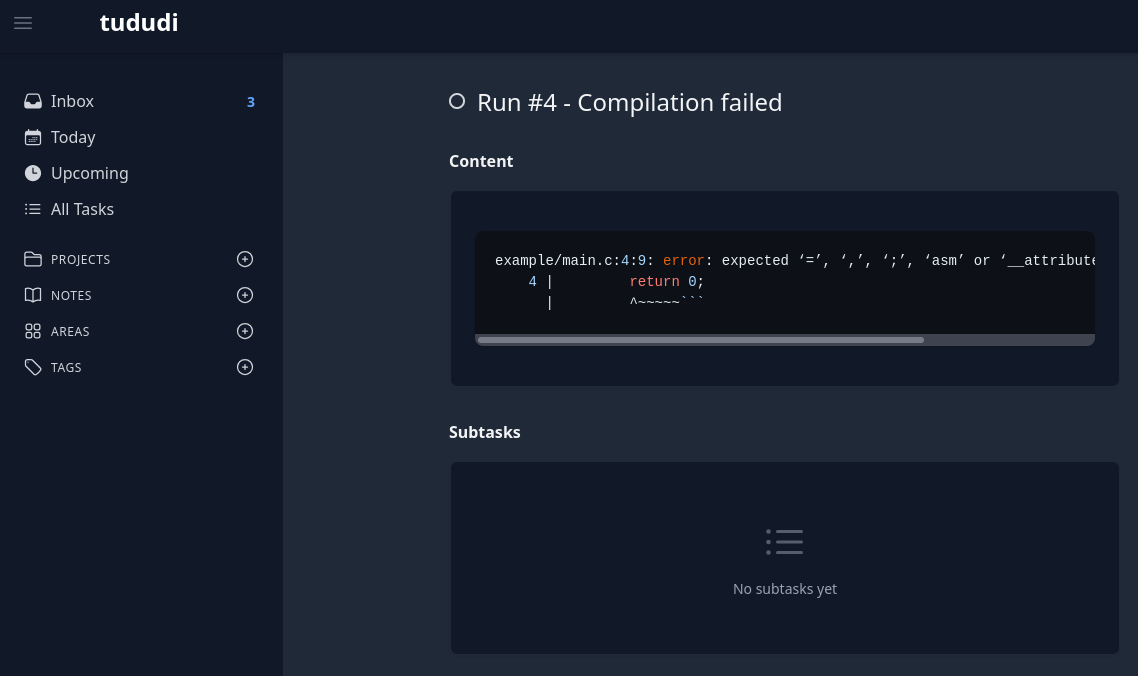 tududi
Inbox 3
Today
Upcoming
All Tasks
PROJECTS
NOTES
AREAS
TAGS
Run #4 - Compilation failed
Content
example/main.c:4:9: error: expected ‘=’, ‘,’, ‘;’, ‘asm’ or ‘__attribute
    4 |         return 0;
      |         ^~~~~~```
Subtasks
No subtasks yet